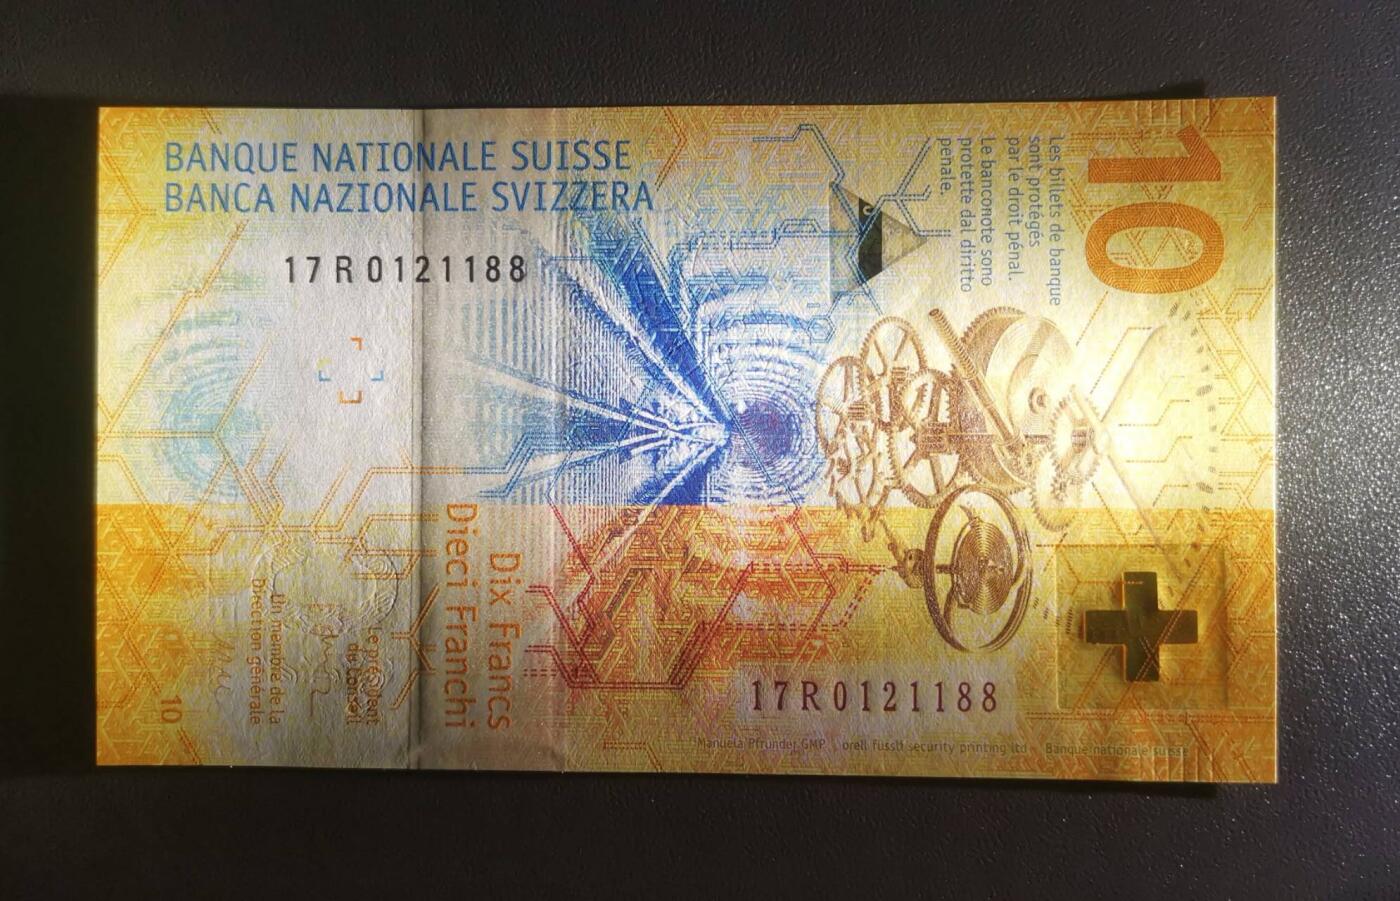 BANQUE NATIONALE SUISSE
BANCA NAZIONALE SVIZZERA
17R0121188
Les billets de banque
sont protégés
par le droit pénal.
Le banconote sono
protette dal diritto
penale.
10
Dix Francs
Dieci Franchi
Le président
du Conseil
Un membre de la
Direction générale
10
17R0121188
Manuela Pfrunder GMP orell füssli security printing ltd Banque nationale suisse